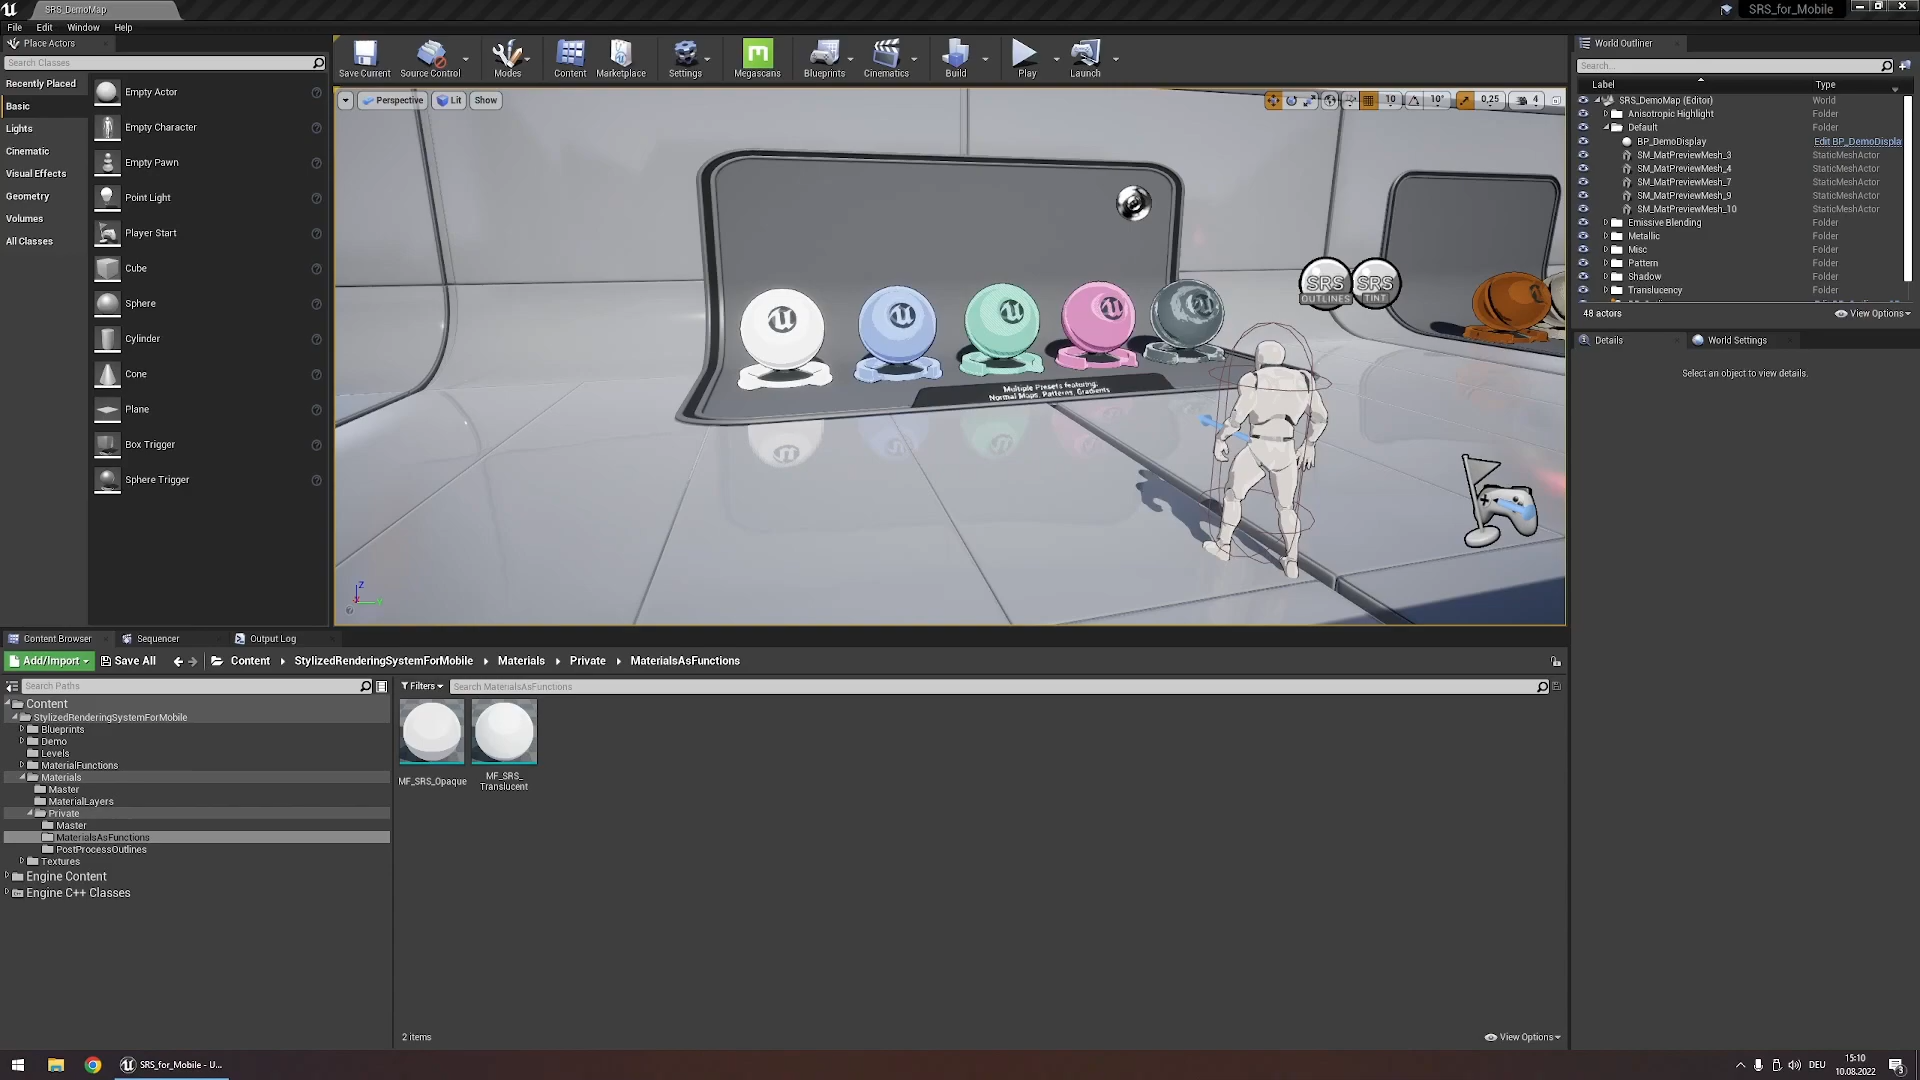 SRS_DemoMap
SRS_for_Mobile
File Edit Window Help
Place Actors
Search Classes
Recently Placed
Basic
Lights
Cinematic
Visual Effects
Geometry
Volumes
All Classes
Empty Actor
Empty Character
Empty Pawn
Point Light
Player Start
Cube
Sphere
Cylinder
Cone
Plane
Box Trigger
Sphere Trigger
Save Current
Source Control
Modes
Content
Marketplace
Settings
Megascans
Blueprints
Cinematics
Build
Play
Launch
Perspective Lit Show
10 10° 0,25 4
SRS OUTLINES
SRS TINT
Multiple Presets featuring:
Normal Maps, Patterns, Gradients
Z
World Outliner
Search...
Label Type
SRS_DemoMap (Editor) World
Anisotropic Highlight Folder
Default Folder
BP_DemoDisplay Edit BP_DemoDispla
SM_MatPreviewMesh_3 StaticMeshActor
SM_MatPreviewMesh_4 StaticMeshActor
SM_MatPreviewMesh_7 StaticMeshActor
SM_MatPreviewMesh_9 StaticMeshActor
SM_MatPreviewMesh_10 StaticMeshActor
Emissive Blending Folder
Metallic Folder
Misc Folder
Pattern Folder
Shadow Folder
Translucency Folder
48 actors View Options
Details World Settings
Select an object to view details.
Content Browser Sequencer Output Log
Add/Import Save All Content StylizedRenderingSystemForMobile Materials Private MaterialsAsFunctions
Search Paths
Filters Search MaterialsAsFunctions
Content
StylizedRenderingSystemForMobile
Blueprints
Demo
Levels
MaterialFunctions
Materials
Master
MaterialLayers
Private
Master
MaterialsAsFunctions
PostProcessOutlines
Textures
Engine Content
Engine C++ Classes
MF_SRS_Opaque
MF_SRS_
Translucent
2 items View Options
SRS_for_Mobile - U...
DEU
15:10
10.08.2022
3